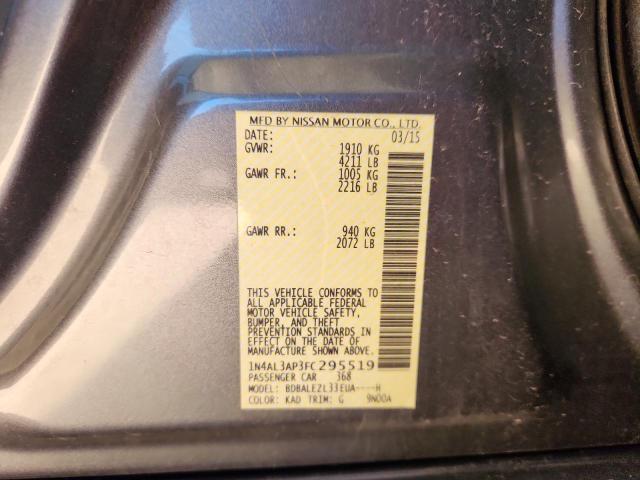 MFD BY NISSAN MOTOR CO., LTD.
DATE: 03/15
GVWR: 1910 KG
4211 LB
GAWR FR.: 1005 KG
2216 LB
GAWR RR.: 940 KG
2072 LB
THIS VEHICLE CONFORMS TO
ALL APPLICABLE FEDERAL
MOTOR VEHICLE SAFETY,
BUMPER, AND THEFT
PREVENTION STANDARDS IN
EFFECT ON THE DATE OF
MANUFACTURE SHOWN ABOVE.
1N4AL3AP3FC295519
PASSENGER CAR 368
MODEL: BDBALEZL33EUA----H
COLOR: KAD TRIM: G 9N00A